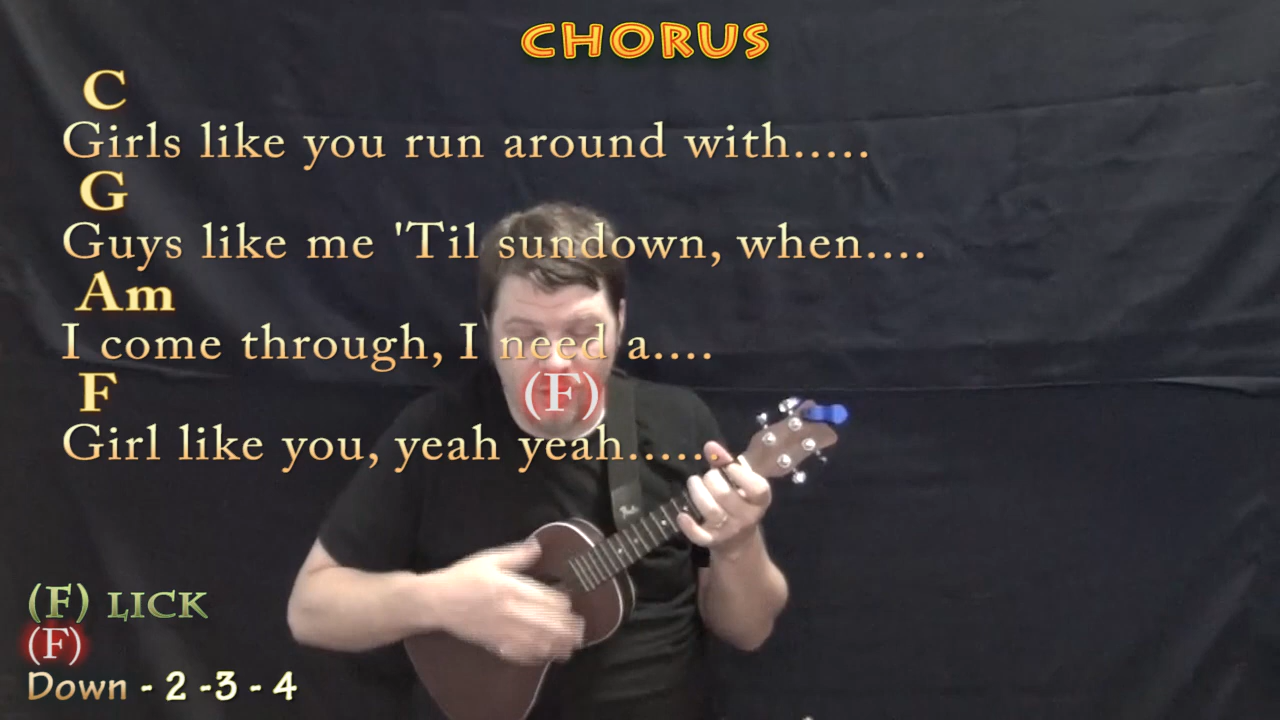 CHORUS
C
Girls like you run around with.....
G
Guys like me 'Til sundown, when....
Am
I come through, I need a....
F (F)
Girl like you, yeah yeah......
(F) LICK
(F)
Down - 2 -3 - 4